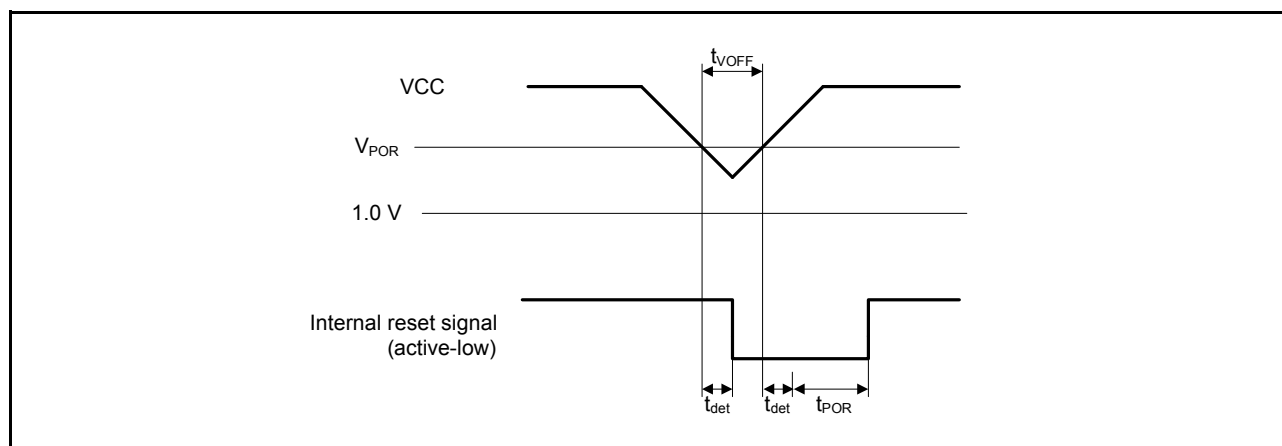 tVOFF
VCC
VPOR
1.0 V
Internal reset signal
(active-low)
tdet
tdet
tPOR